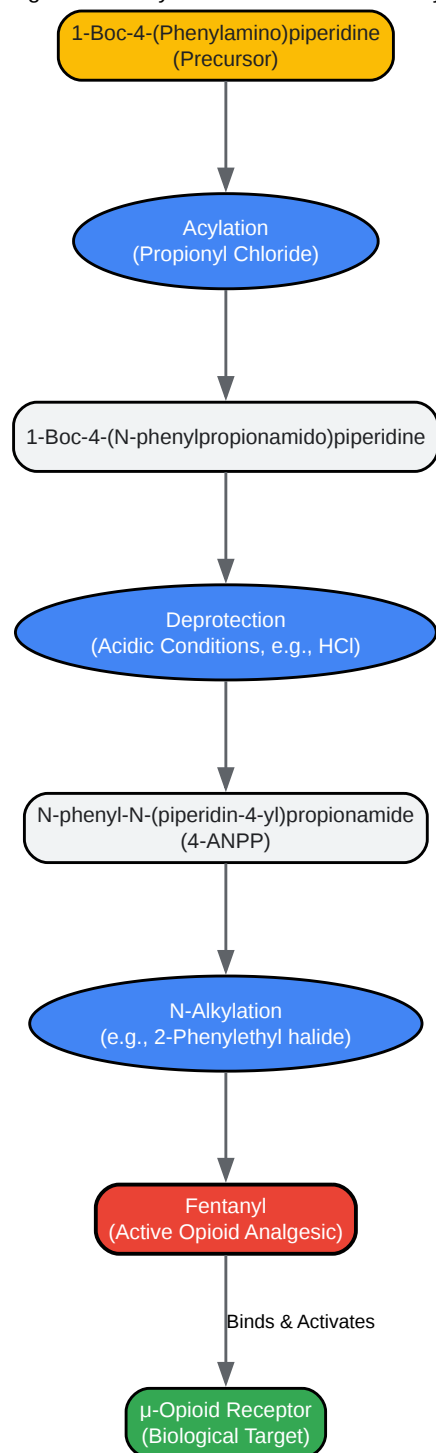 1-Boc-4-(Phenylamino)piperidine
(Precursor)
Acylation
(Propionyl Chloride)
1-Boc-4-(N-phenylpropionamido)piperidine
Deprotection
(Acidic Conditions, e.g., HCl)
N-phenyl-N-(piperidin-4-yl)propionamide
(4-ANPP)
N-Alkylation
(e.g., 2-Phenylethyl halide)
Fentanyl
(Active Opioid Analgesic)
Binds & Activates
μ-Opioid Receptor
(Biological Target)